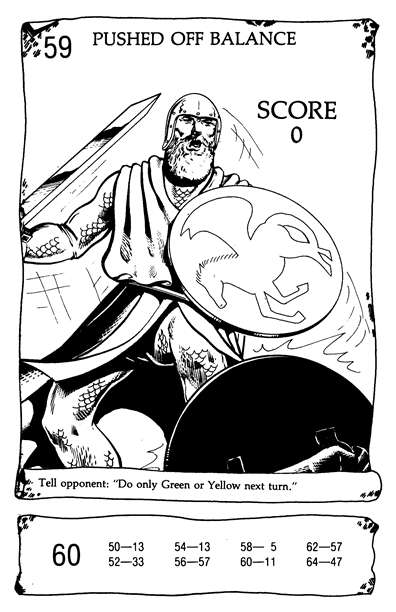 59 PUSHED OFF BALANCE
SCORE
0
Tell opponent: "Do only Green or Yellow next turn."
60
50—13 54—13 58— 5 62—57
52—33 56—57 60—11 64—47